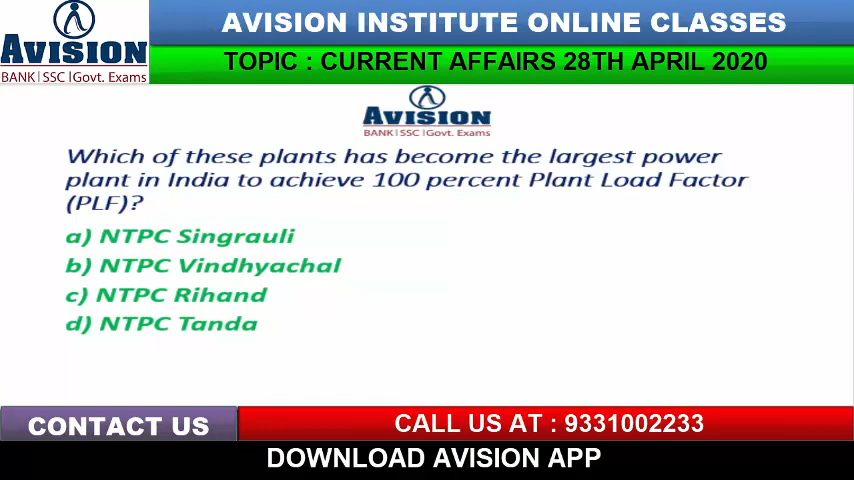 AVISION INSTITUTE ONLINE CLASSES
AVISION
BANK|SSC|Govt. Exams
TOPIC : CURRENT AFFAIRS 28TH APRIL 2020
AVISION
BANK|SSC|Govt. Exams
Which of these plants has become the largest power
plant in India to achieve 100 percent Plant Load Factor
(PLF)?
a) NTPC Singrauli
b) NTPC Vindhyachal
c) NTPC Rihand
d) NTPC Tanda
CONTACT US
CALL US AT : 9331002233
DOWNLOAD AVISION APP